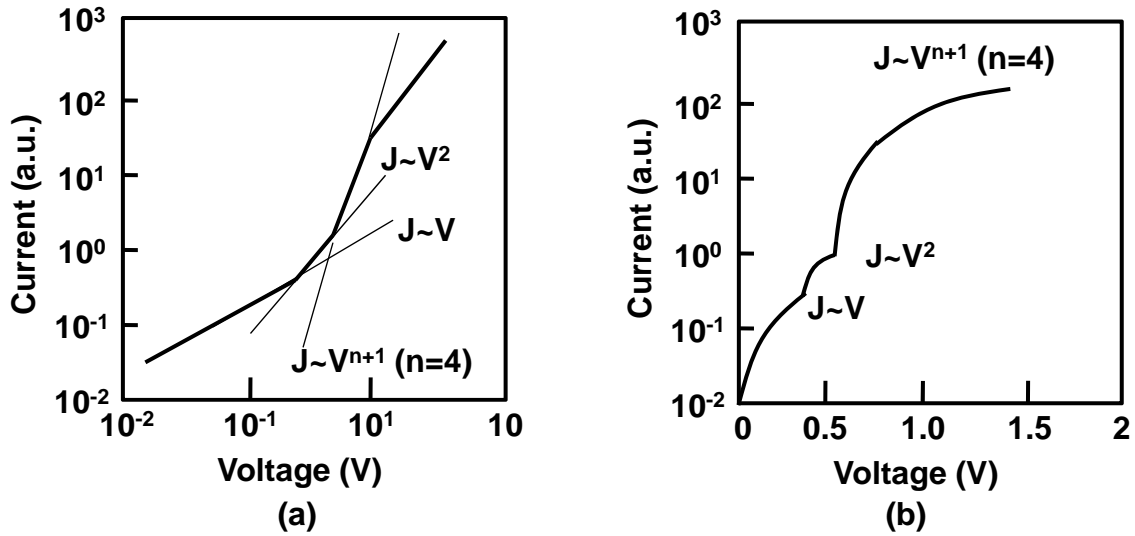 10³
10²
10¹
10⁰
10⁻¹
10⁻²
Current (a.u.)
J~V²
J~V
J~Vⁿ⁺¹ (n=4)
10⁻² 10⁻¹ 10¹ 10
Voltage (V)
(a)
10³
10²
10¹
10⁰
10⁻¹
10⁻²
Current (a.u.)
J~Vⁿ⁺¹ (n=4)
J~V²
J~V
0 0.5 1.0 1.5 2
Voltage (V)
(b)